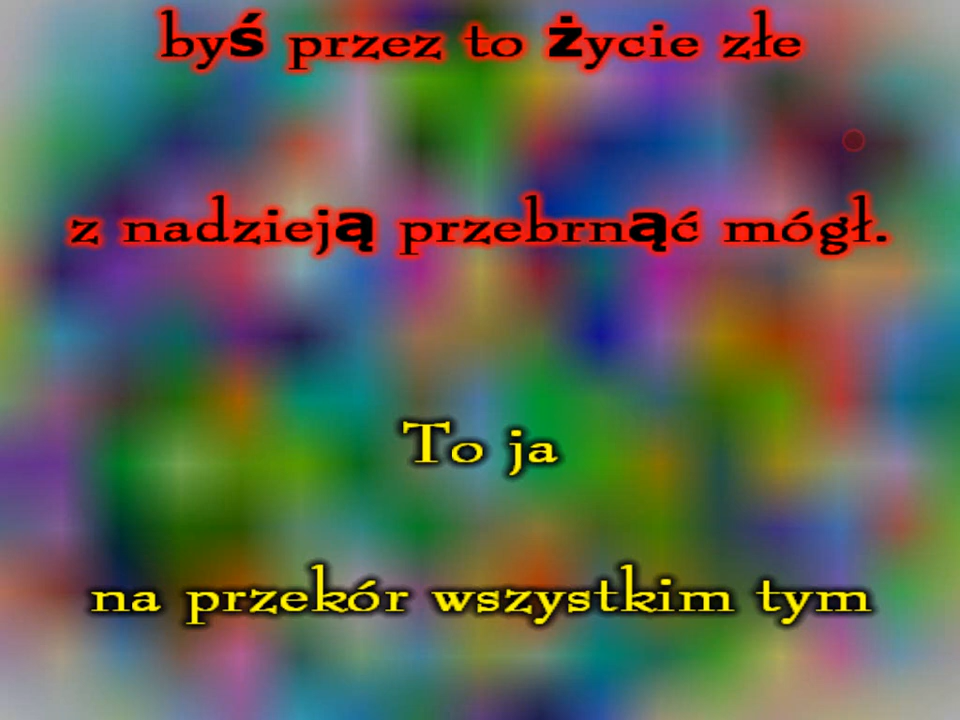 byś przez to życie złe
z nadzieją przebrnąć mógł.
To ja
na przekór wszystkim tym